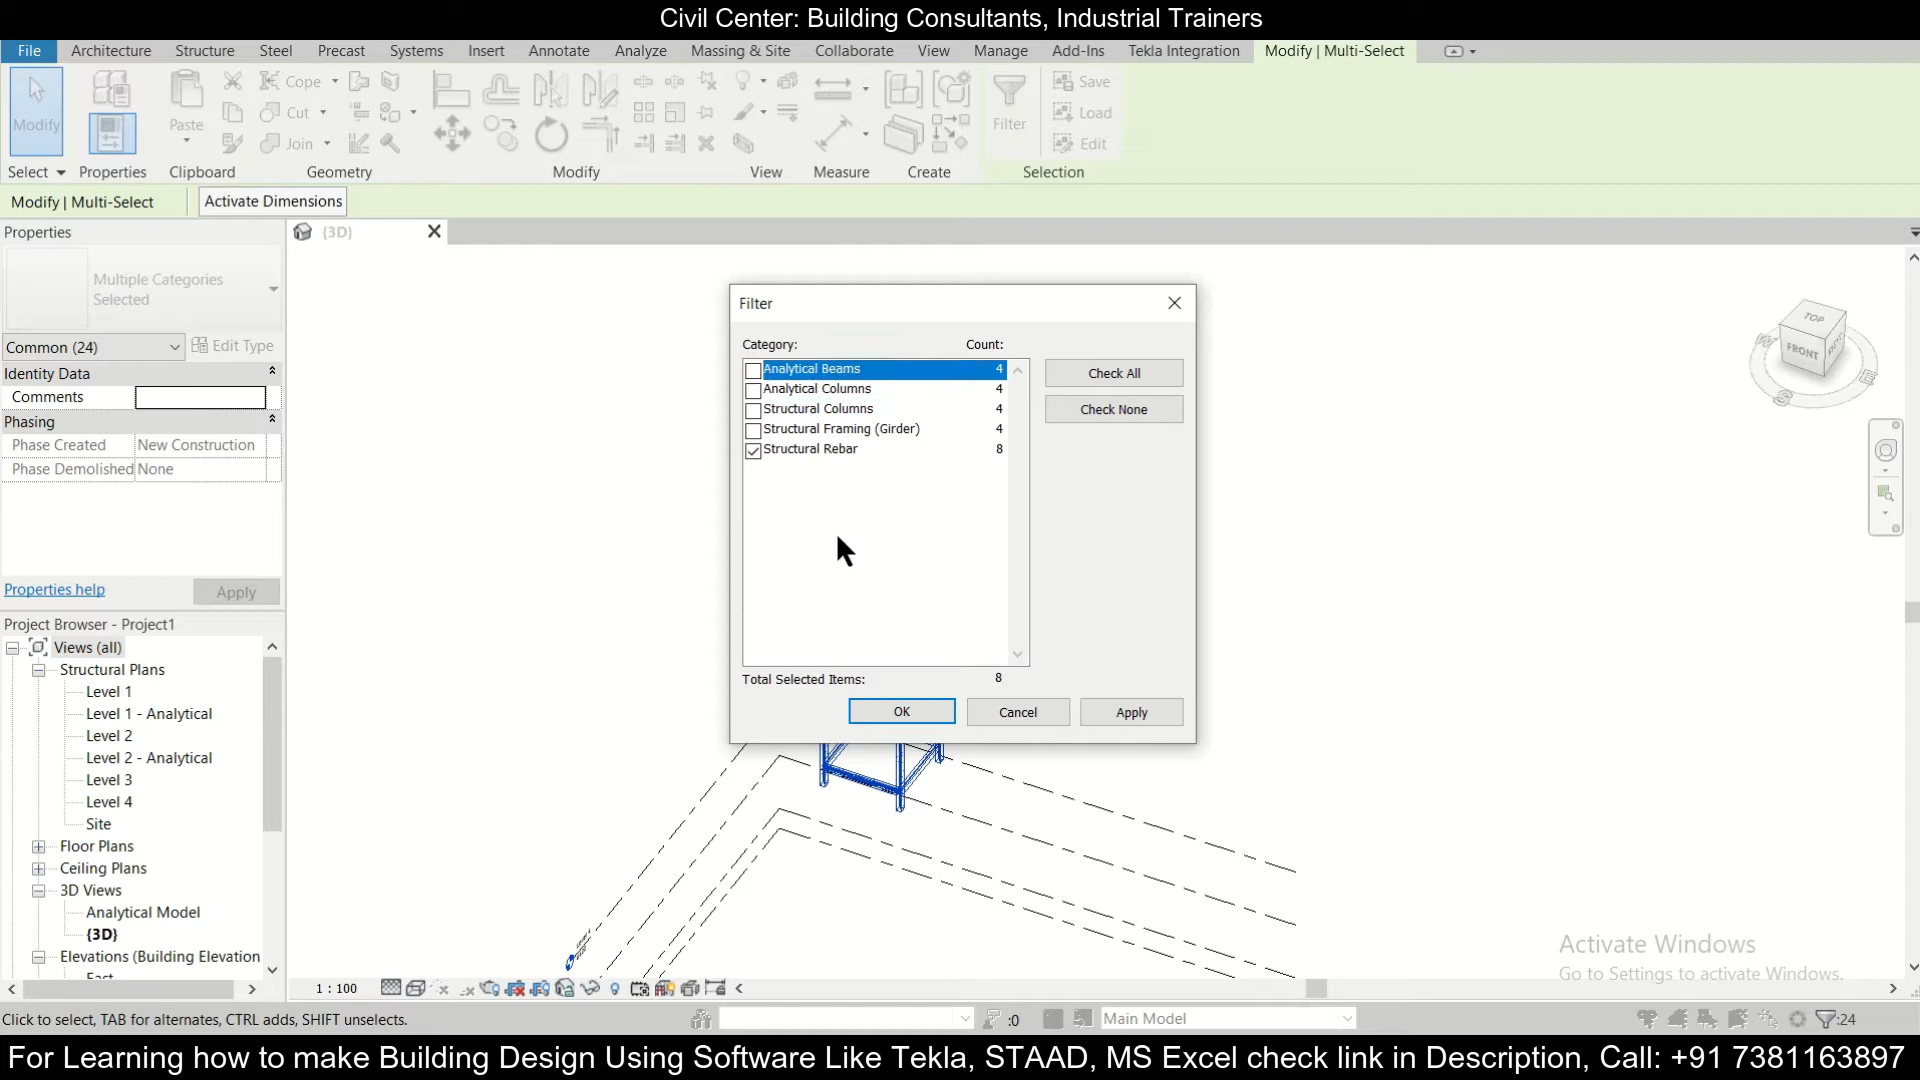 Civil Center: Building Consultants, Industrial Trainers
File Architecture Structure Steel Precast Systems Insert Annotate Analyze Massing & Site Collaborate View Manage Add-Ins Tekla Integration Modify | Multi-Select
Cope Save
Modify Paste Cut Filter Load
Join Edit
Select Properties Clipboard Geometry Modify View Measure Create Selection
Modify | Multi-Select Activate Dimensions
Properties {3D}
Multiple Categories
Selected
Common (24) Edit Type
Identity Data
Comments
Phasing
Phase Created New Construction
Phase Demolished None
Properties help Apply
Project Browser - Project1
Views (all)
Structural Plans
Level 1
Level 1 - Analytical
Level 2
Level 2 - Analytical
Level 3
Level 4
Site
Floor Plans
Ceiling Plans
3D Views
Analytical Model
{3D}
Elevations (Building Elevation
East
Filter
Category: Count:
Analytical Beams 4
Analytical Columns 4
Structural Columns 4
Structural Framing (Girder) 4
Structural Rebar 8
Check All
Check None
Total Selected Items: 8
OK Cancel Apply
TOP
FRONT
W
S
E
Activate Windows
Go to Settings to activate Windows.
1 : 100
Click to select, TAB for alternates, CTRL adds, SHIFT unselects. :0 Main Model :24
For Learning how to make Building Design Using Software Like Tekla, STAAD, MS Excel check link in Description, Call: +91 7381163897